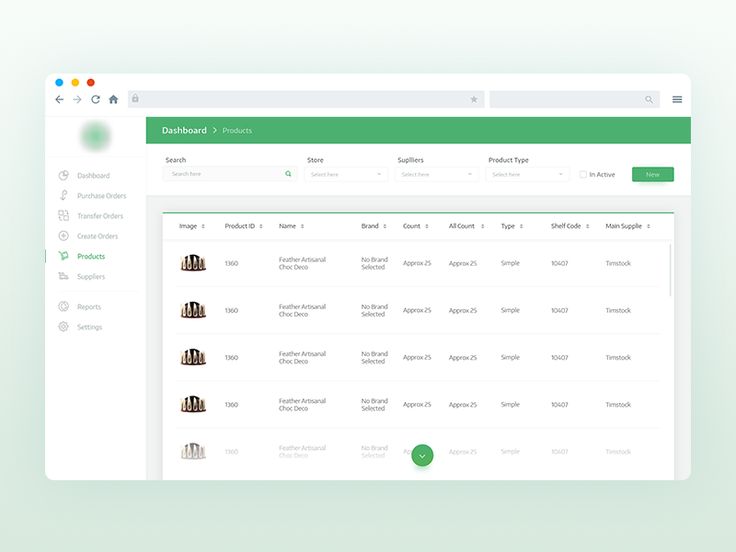 Dashboard > Products
Search Store Supliers Product Type
Search here Select here Select here Select here In Active New
Dashboard
Purchase Orders
Transfer Orders
Create Orders
Products
Suppliers
Reports
Settings
Image Product ID Name Brand Count All Count Type Shelf Code Main Supplie
1360 Feather Artisanal Choc Deco No Brand Selected Approx 25 Approx 25 Simple 10407 Timstock
1360 Feather Artisanal Choc Deco No Brand Selected Approx 25 Approx 25 Simple 10407 Timstock
1360 Feather Artisanal Choc Deco No Brand Selected Approx 25 Approx 25 Simple 10407 Timstock
1360 Feather Artisanal Choc Deco No Brand Selected Approx 25 Approx 25 Simple 10407 Timstock
1360 Feather Artisanal Choc Deco No Brand Selected Approx 25 Simple 10407 Timstock